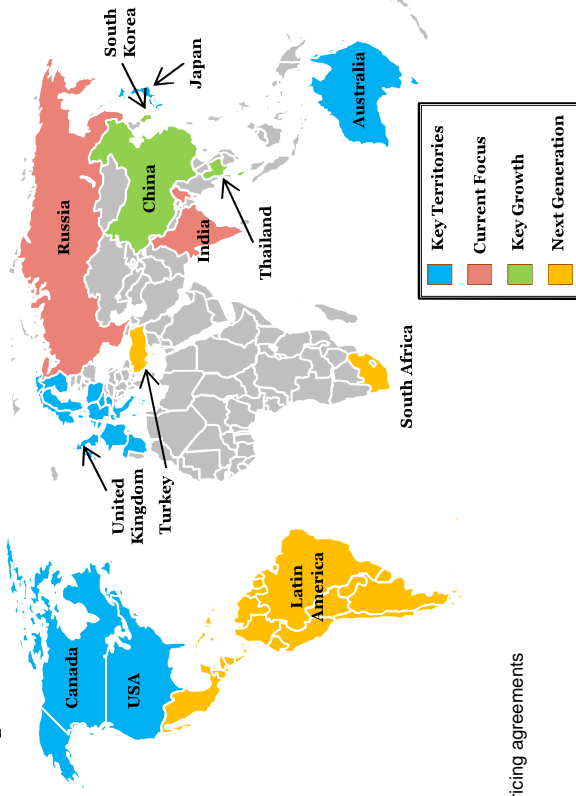 Canada
USA
Latin
America
United
Kingdom
Turkey
South Africa
Russia
China
India
Thailand
South
Korea
Japan
Australia
Key Territories
Current Focus
Key Growth
Next Generation
ricing agreements